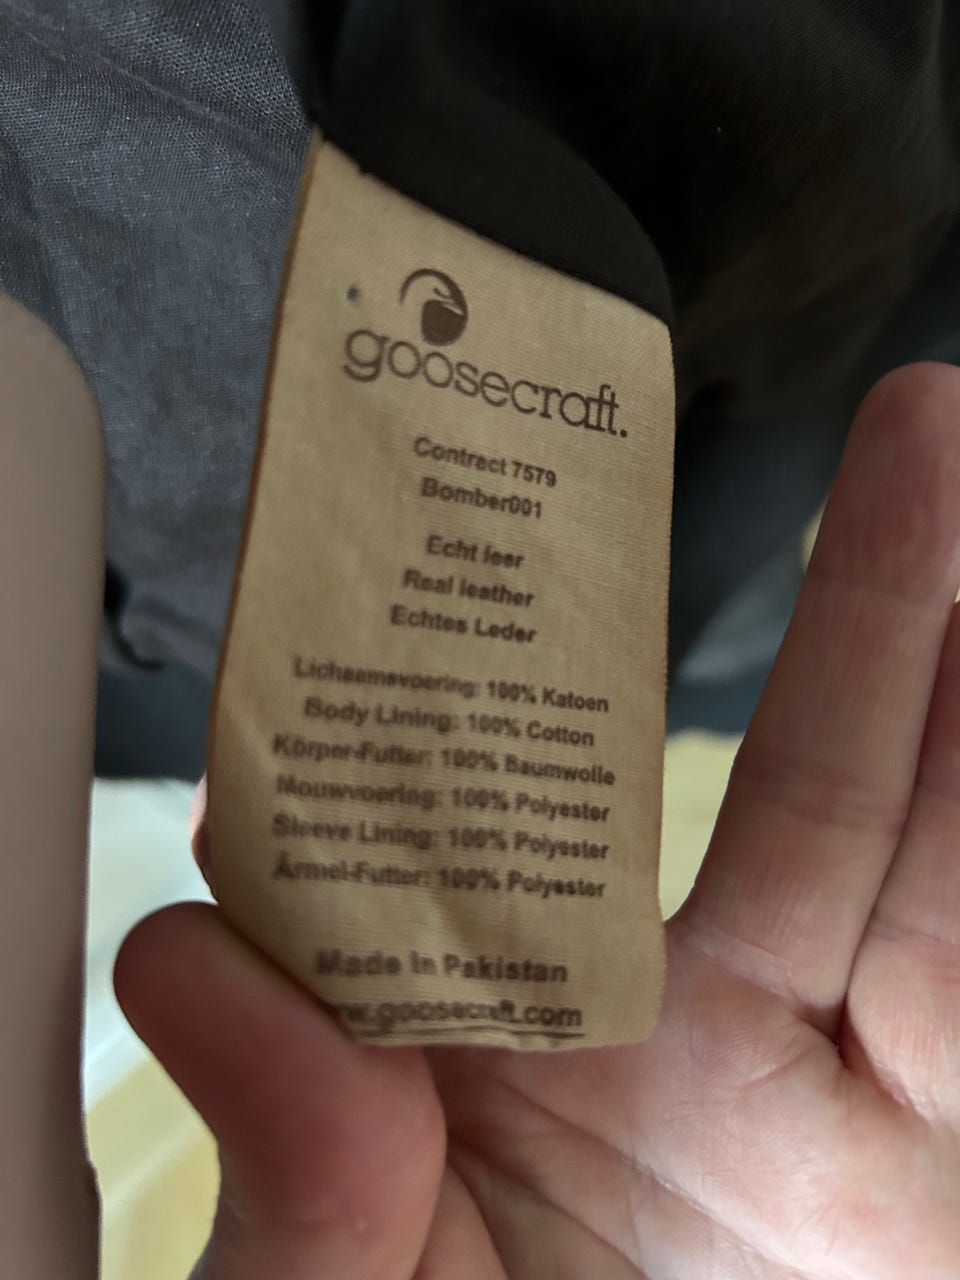 goosecraft.
Contract 7579
Bomber001
Echt leer
Real leather
Echtes Leder
Lichaamsvoering: 100% Katoen
Body Lining: 100% Cotton
Körper-Futter: 100% Baumwolle
Mouwvoering: 100% Polyester
Sleeve Lining: 100% Polyester
Ärmel-Futter: 100% Polyester
Made In Pakistan
w.goosecraft.com